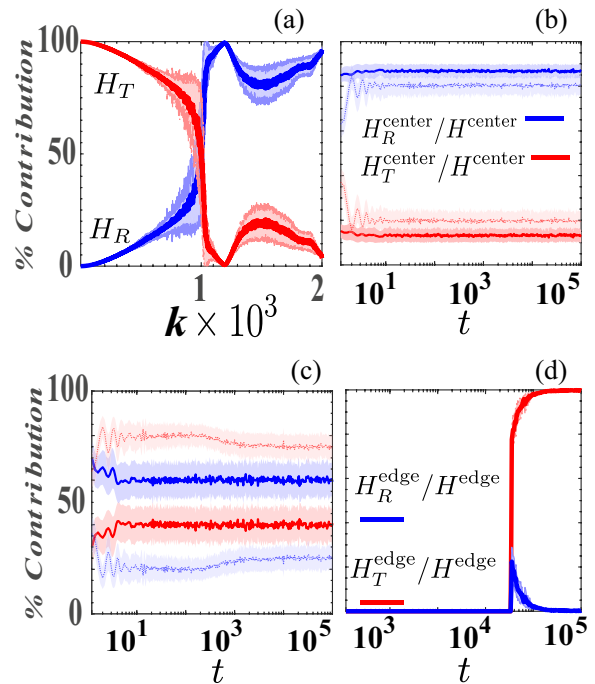 (a)
(b)
% Contribution
100
50
0
H_T
H_R
1
2
k × 10^3
H_R^center/H^center
H_T^center/H^center
10^1
10^3
10^5
t
(c)
(d)
% Contribution
100
50
0
10^1
10^3
10^5
t
H_R^edge/H^edge
H_T^edge/H^edge
10^3
10^4
10^5
t